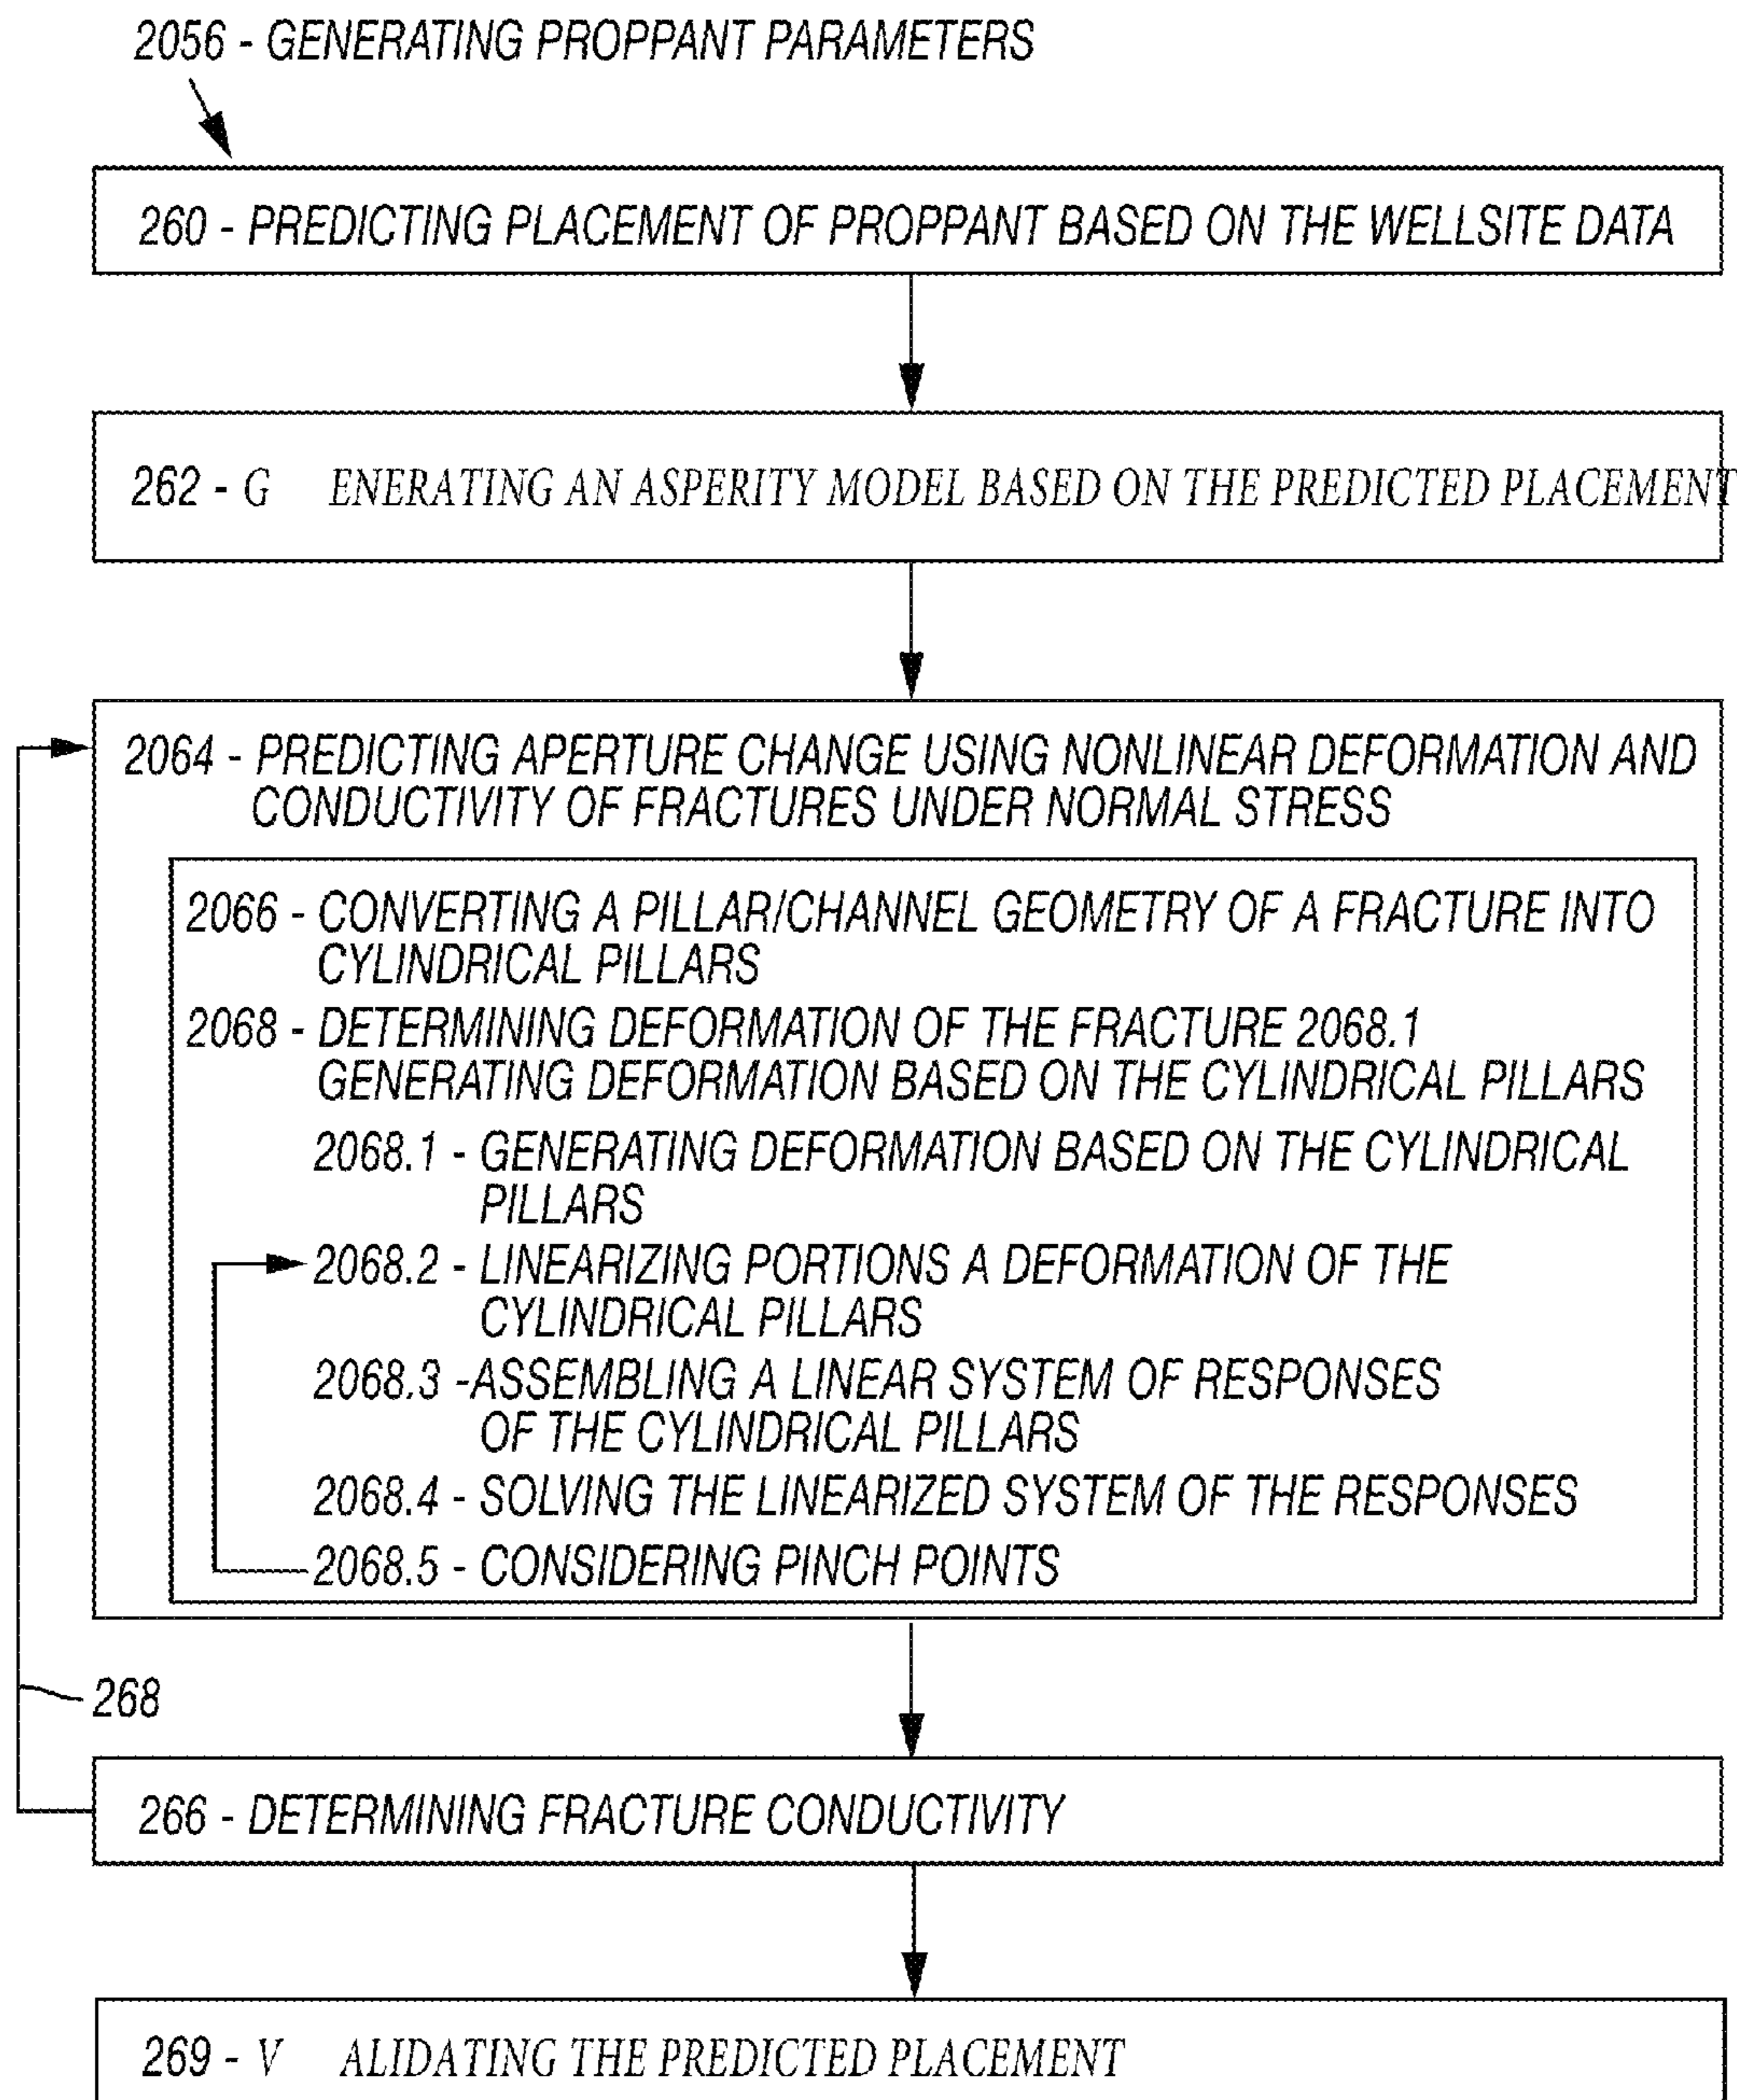 2056 - GENERATING PROPPANT PARAMETERS
260 - PREDICTING PLACEMENT OF PROPPANT BASED ON THE WELLSITE DATA
262 - G ENERATING AN ASPERITY MODEL BASED ON THE PREDICTED PLACEMENT
2064 - PREDICTING APERTURE CHANGE USING NONLINEAR DEFORMATION AND
CONDUCTIVITY OF FRACTURES UNDER NORMAL STRESS
2066 - CONVERTING A PILLAR/CHANNEL GEOMETRY OF A FRACTURE INTO
CYLINDRICAL PILLARS
2068 - DETERMINING DEFORMATION OF THE FRACTURE 2068.1
GENERATING DEFORMATION BASED ON THE CYLINDRICAL PILLARS
2068.1 - GENERATING DEFORMATION BASED ON THE CYLINDRICAL
PILLARS
2068.2 - LINEARIZING PORTIONS A DEFORMATION OF THE
CYLINDRICAL PILLARS
2068.3 -ASSEMBLING A LINEAR SYSTEM OF RESPONSES
OF THE CYLINDRICAL PILLARS
2068.4 - SOLVING THE LINEARIZED SYSTEM OF THE RESPONSES
2068.5 - CONSIDERING PINCH POINTS
268
266 - DETERMINING FRACTURE CONDUCTIVITY
269 - V ALIDATING THE PREDICTED PLACEMENT